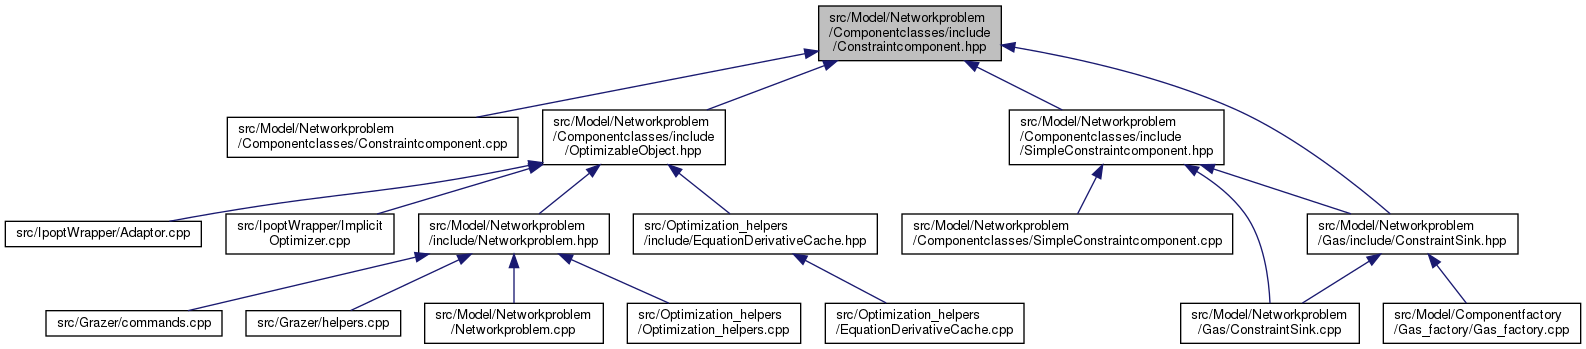 src/Model/Networkproblem
/Componentclasses/include
/Constraintcomponent.hpp
src/Model/Networkproblem
/Componentclasses/Constraintcomponent.cpp
src/Model/Networkproblem
/Componentclasses/include
/OptimizableObject.hpp
src/Model/Networkproblem
/Componentclasses/include
/SimpleConstraintcomponent.hpp
src/IpoptWrapper/Adaptor.cpp
src/IpoptWrapper/Implicit
Optimizer.cpp
src/Model/Networkproblem
/include/Networkproblem.hpp
src/Optimization_helpers
/include/EquationDerivativeCache.hpp
src/Model/Networkproblem
/Componentclasses/SimpleConstraintcomponent.cpp
src/Model/Networkproblem
/Gas/include/ConstraintSink.hpp
src/Grazer/commands.cpp
src/Grazer/helpers.cpp
src/Model/Networkproblem
/Networkproblem.cpp
src/Optimization_helpers
/Optimization_helpers.cpp
src/Optimization_helpers
/EquationDerivativeCache.cpp
src/Model/Networkproblem
/Gas/ConstraintSink.cpp
src/Model/Componentfactory
/Gas_factory/Gas_factory.cpp